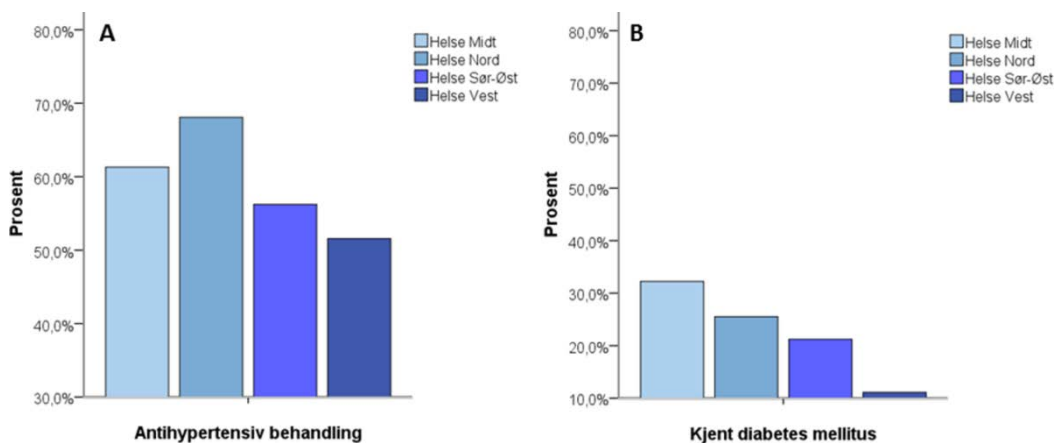 A
Helse Midt
Helse Nord
Helse Sør-Øst
Helse Vest
80,0%
70,0%
60,0%
50,0%
40,0%
30,0%
Prosent
Antihypertensiv behandling
B
Helse Midt
Helse Nord
Helse Sør-Øst
Helse Vest
80,0%
70,0%
60,0%
50,0%
40,0%
30,0%
20,0%
10,0%
Prosent
Kjent diabetes mellitus